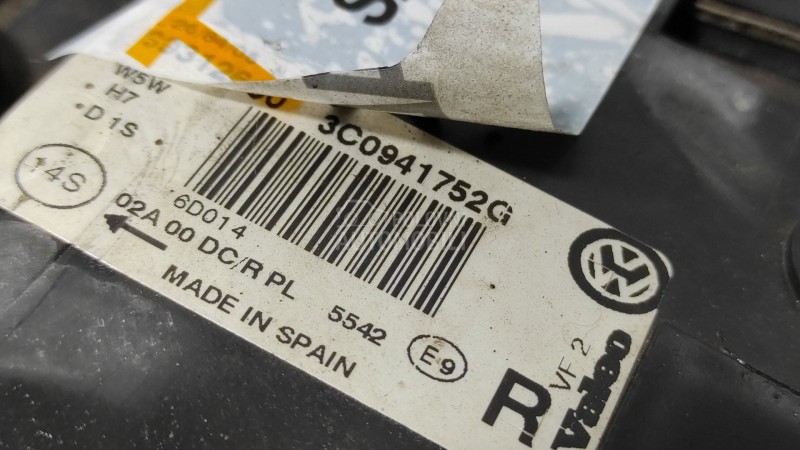 S
W5W
• H7
• D1S
14S
3C0941752G
6D014
02A 00 DC/R PL
5542
MADE IN SPAIN
E9
R
VF 2
Valeo